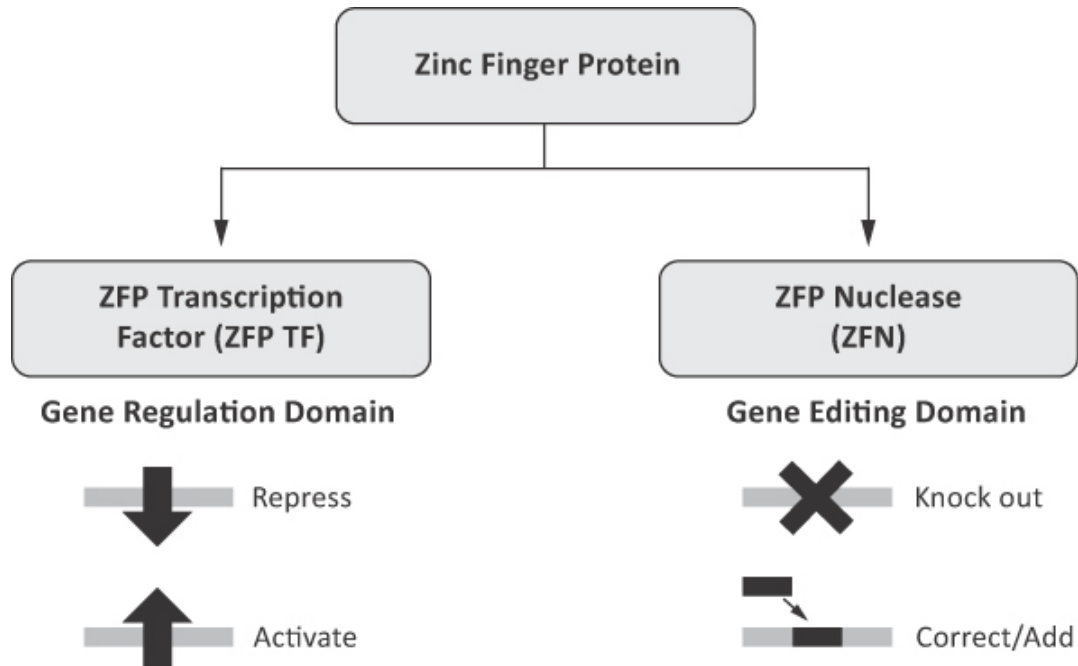 Zinc Finger Protein
ZFP Transcription
Factor (ZFP TF)
Gene Regulation Domain
Repress
Activate
ZFP Nuclease
(ZFN)
Gene Editing Domain
Knock out
Correct/Add